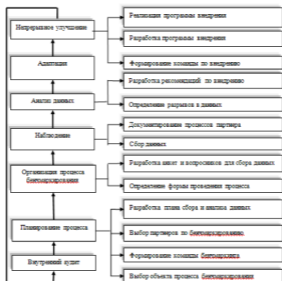 Непрерывное улучшение
Реализация программы внедрения
Разработка программы внедрения
Адаптация
Формирование команды по внедрению
Анализ данных
Разработка рекомендаций по внедрению
Определение разрывов в данных
Наблюдение
Документирование процессов партнера
Сбор данных
Организация процесса
бенчмаркирования
Разработка анкет и вопросников для сбора данных
Определение формы проведения процесса
Планирование процесса
Разработка плана сбора и анализа данных
Выбор партнеров по бенчмаркированию
Формирование команды бенчмаркинга
Внутренний аудит
Выбор объекта процесса бенчмаркирования